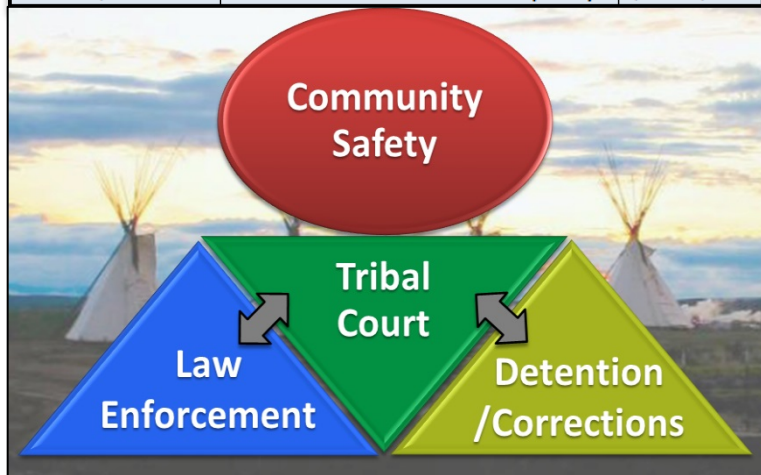 Community
Safety
Tribal
Court
Law
Enforcement
Detention
/Corrections